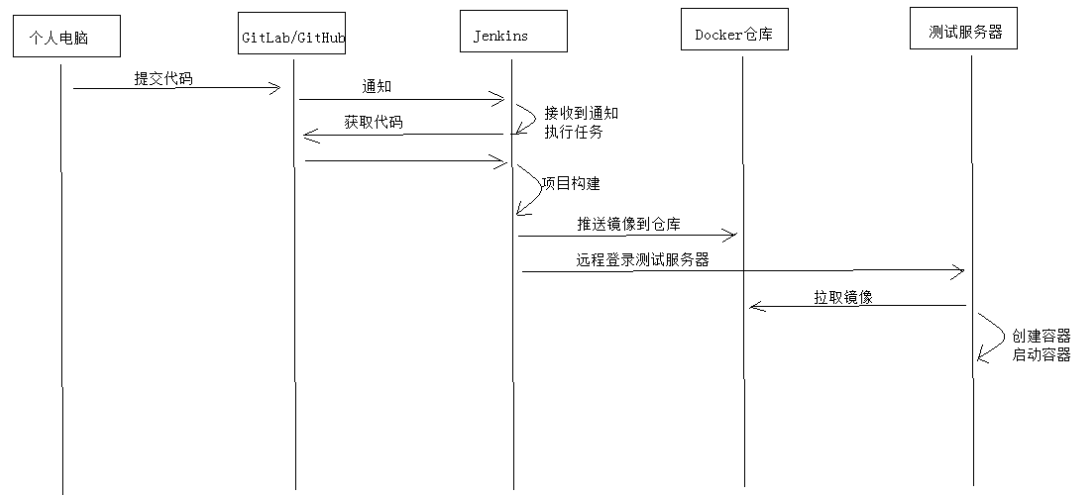 个人电脑
GitLab/GitHub
Jenkins
Docker仓库
测试服务器
提交代码
通知
接收到通知
执行任务
获取代码
项目构建
推送镜像到仓库
远程登录测试服务器
拉取镜像
创建容器
启动容器